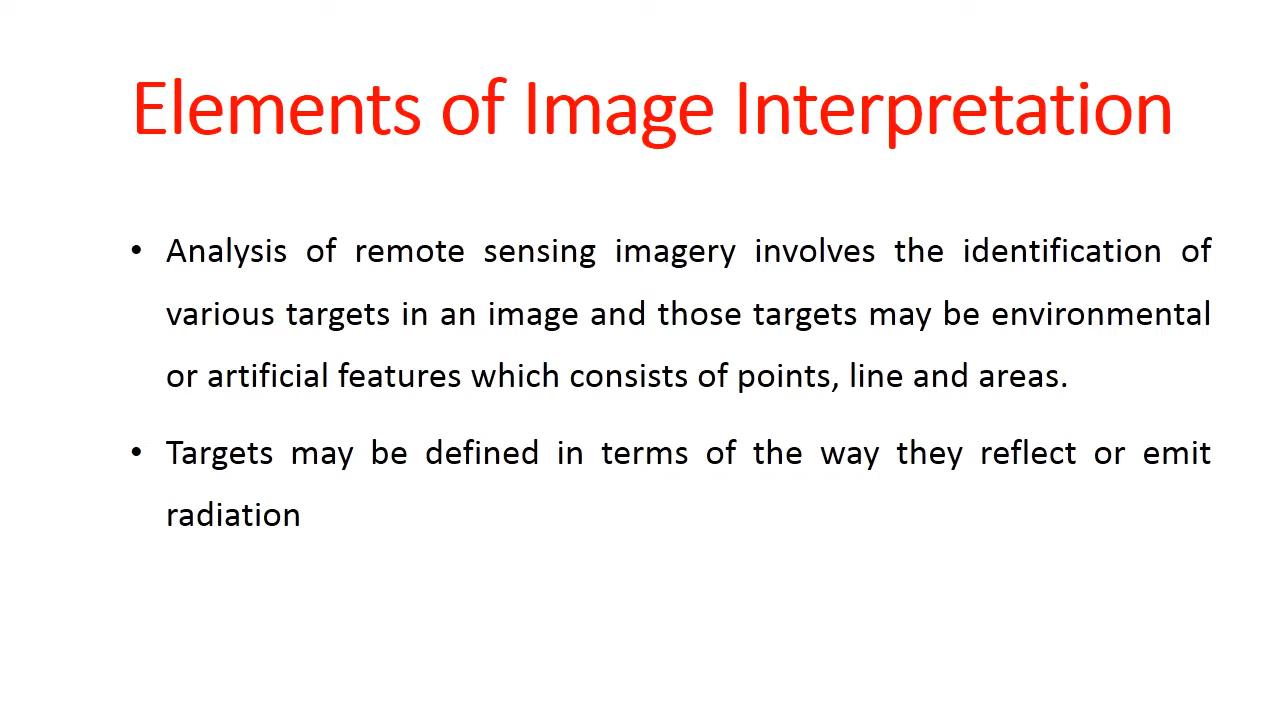 Elements of Image Interpretation
• Analysis of remote sensing imagery involves the identification of
various targets in an image and those targets may be environmental
or artificial features which consists of points, line and areas.
• Targets may be defined in terms of the way they reflect or emit
radiation